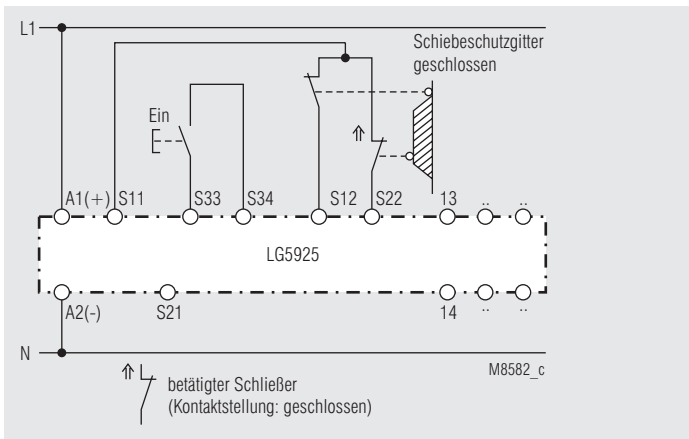 L1
Schiebeschutzgitter
geschlossen
Ein
A1(+) S11 S33 S34 S12 S22 13 .. ..
LG5925
A2(-) S21 14 .. ..
N
M8582_c
betätigter Schließer
(Kontaktstellung: geschlossen)